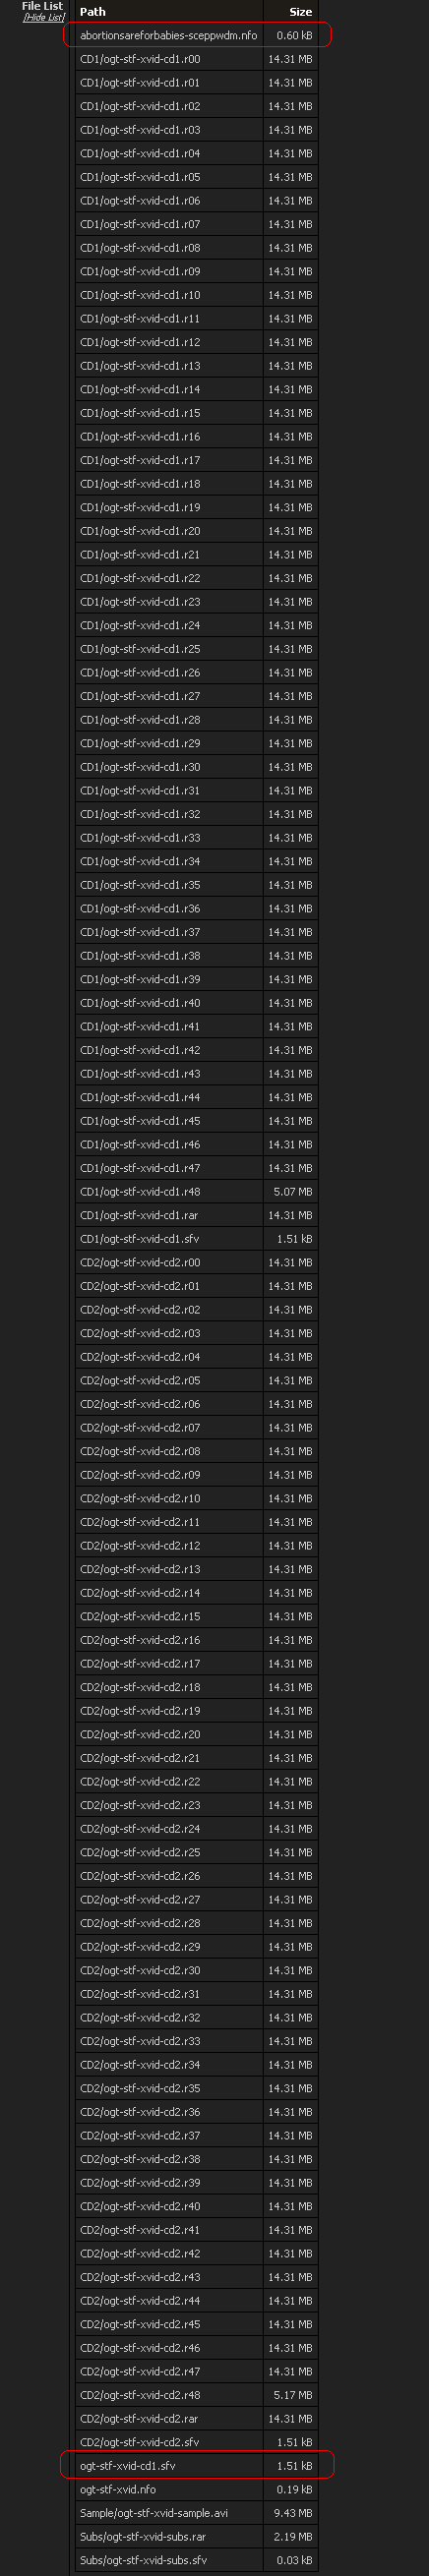 File List Path Size
[Hide List]
abortionsareforbabies-sceppwdm.nfo 0.60 kB
CD1/ogt-stf-xvid-cd1.r00 14.31 MB
CD1/ogt-stf-xvid-cd1.r01 14.31 MB
CD1/ogt-stf-xvid-cd1.r02 14.31 MB
CD1/ogt-stf-xvid-cd1.r03 14.31 MB
CD1/ogt-stf-xvid-cd1.r04 14.31 MB
CD1/ogt-stf-xvid-cd1.r05 14.31 MB
CD1/ogt-stf-xvid-cd1.r06 14.31 MB
CD1/ogt-stf-xvid-cd1.r07 14.31 MB
CD1/ogt-stf-xvid-cd1.r08 14.31 MB
CD1/ogt-stf-xvid-cd1.r09 14.31 MB
CD1/ogt-stf-xvid-cd1.r10 14.31 MB
CD1/ogt-stf-xvid-cd1.r11 14.31 MB
CD1/ogt-stf-xvid-cd1.r12 14.31 MB
CD1/ogt-stf-xvid-cd1.r13 14.31 MB
CD1/ogt-stf-xvid-cd1.r14 14.31 MB
CD1/ogt-stf-xvid-cd1.r15 14.31 MB
CD1/ogt-stf-xvid-cd1.r16 14.31 MB
CD1/ogt-stf-xvid-cd1.r17 14.31 MB
CD1/ogt-stf-xvid-cd1.r18 14.31 MB
CD1/ogt-stf-xvid-cd1.r19 14.31 MB
CD1/ogt-stf-xvid-cd1.r20 14.31 MB
CD1/ogt-stf-xvid-cd1.r21 14.31 MB
CD1/ogt-stf-xvid-cd1.r22 14.31 MB
CD1/ogt-stf-xvid-cd1.r23 14.31 MB
CD1/ogt-stf-xvid-cd1.r24 14.31 MB
CD1/ogt-stf-xvid-cd1.r25 14.31 MB
CD1/ogt-stf-xvid-cd1.r26 14.31 MB
CD1/ogt-stf-xvid-cd1.r27 14.31 MB
CD1/ogt-stf-xvid-cd1.r28 14.31 MB
CD1/ogt-stf-xvid-cd1.r29 14.31 MB
CD1/ogt-stf-xvid-cd1.r30 14.31 MB
CD1/ogt-stf-xvid-cd1.r31 14.31 MB
CD1/ogt-stf-xvid-cd1.r32 14.31 MB
CD1/ogt-stf-xvid-cd1.r33 14.31 MB
CD1/ogt-stf-xvid-cd1.r34 14.31 MB
CD1/ogt-stf-xvid-cd1.r35 14.31 MB
CD1/ogt-stf-xvid-cd1.r36 14.31 MB
CD1/ogt-stf-xvid-cd1.r37 14.31 MB
CD1/ogt-stf-xvid-cd1.r38 14.31 MB
CD1/ogt-stf-xvid-cd1.r39 14.31 MB
CD1/ogt-stf-xvid-cd1.r40 14.31 MB
CD1/ogt-stf-xvid-cd1.r41 14.31 MB
CD1/ogt-stf-xvid-cd1.r42 14.31 MB
CD1/ogt-stf-xvid-cd1.r43 14.31 MB
CD1/ogt-stf-xvid-cd1.r44 14.31 MB
CD1/ogt-stf-xvid-cd1.r45 14.31 MB
CD1/ogt-stf-xvid-cd1.r46 14.31 MB
CD1/ogt-stf-xvid-cd1.r47 14.31 MB
CD1/ogt-stf-xvid-cd1.r48 5.07 MB
CD1/ogt-stf-xvid-cd1.rar 14.31 MB
CD1/ogt-stf-xvid-cd1.sfv 1.51 kB
CD2/ogt-stf-xvid-cd2.r00 14.31 MB
CD2/ogt-stf-xvid-cd2.r01 14.31 MB
CD2/ogt-stf-xvid-cd2.r02 14.31 MB
CD2/ogt-stf-xvid-cd2.r03 14.31 MB
CD2/ogt-stf-xvid-cd2.r04 14.31 MB
CD2/ogt-stf-xvid-cd2.r05 14.31 MB
CD2/ogt-stf-xvid-cd2.r06 14.31 MB
CD2/ogt-stf-xvid-cd2.r07 14.31 MB
CD2/ogt-stf-xvid-cd2.r08 14.31 MB
CD2/ogt-stf-xvid-cd2.r09 14.31 MB
CD2/ogt-stf-xvid-cd2.r10 14.31 MB
CD2/ogt-stf-xvid-cd2.r11 14.31 MB
CD2/ogt-stf-xvid-cd2.r12 14.31 MB
CD2/ogt-stf-xvid-cd2.r13 14.31 MB
CD2/ogt-stf-xvid-cd2.r14 14.31 MB
CD2/ogt-stf-xvid-cd2.r15 14.31 MB
CD2/ogt-stf-xvid-cd2.r16 14.31 MB
CD2/ogt-stf-xvid-cd2.r17 14.31 MB
CD2/ogt-stf-xvid-cd2.r18 14.31 MB
CD2/ogt-stf-xvid-cd2.r19 14.31 MB
CD2/ogt-stf-xvid-cd2.r20 14.31 MB
CD2/ogt-stf-xvid-cd2.r21 14.31 MB
CD2/ogt-stf-xvid-cd2.r22 14.31 MB
CD2/ogt-stf-xvid-cd2.r23 14.31 MB
CD2/ogt-stf-xvid-cd2.r24 14.31 MB
CD2/ogt-stf-xvid-cd2.r25 14.31 MB
CD2/ogt-stf-xvid-cd2.r26 14.31 MB
CD2/ogt-stf-xvid-cd2.r27 14.31 MB
CD2/ogt-stf-xvid-cd2.r28 14.31 MB
CD2/ogt-stf-xvid-cd2.r29 14.31 MB
CD2/ogt-stf-xvid-cd2.r30 14.31 MB
CD2/ogt-stf-xvid-cd2.r31 14.31 MB
CD2/ogt-stf-xvid-cd2.r32 14.31 MB
CD2/ogt-stf-xvid-cd2.r33 14.31 MB
CD2/ogt-stf-xvid-cd2.r34 14.31 MB
CD2/ogt-stf-xvid-cd2.r35 14.31 MB
CD2/ogt-stf-xvid-cd2.r36 14.31 MB
CD2/ogt-stf-xvid-cd2.r37 14.31 MB
CD2/ogt-stf-xvid-cd2.r38 14.31 MB
CD2/ogt-stf-xvid-cd2.r39 14.31 MB
CD2/ogt-stf-xvid-cd2.r40 14.31 MB
CD2/ogt-stf-xvid-cd2.r41 14.31 MB
CD2/ogt-stf-xvid-cd2.r42 14.31 MB
CD2/ogt-stf-xvid-cd2.r43 14.31 MB
CD2/ogt-stf-xvid-cd2.r44 14.31 MB
CD2/ogt-stf-xvid-cd2.r45 14.31 MB
CD2/ogt-stf-xvid-cd2.r46 14.31 MB
CD2/ogt-stf-xvid-cd2.r47 14.31 MB
CD2/ogt-stf-xvid-cd2.r48 5.17 MB
CD2/ogt-stf-xvid-cd2.rar 14.31 MB
CD2/ogt-stf-xvid-cd2.sfv 1.51 kB
ogt-stf-xvid-cd1.sfv 1.51 kB
ogt-stf-xvid.nfo 0.19 kB
Sample/ogt-stf-xvid-sample.avi 9.43 MB
Subs/ogt-stf-xvid-subs.rar 2.19 MB
Subs/ogt-stf-xvid-subs.sfv 0.03 kB